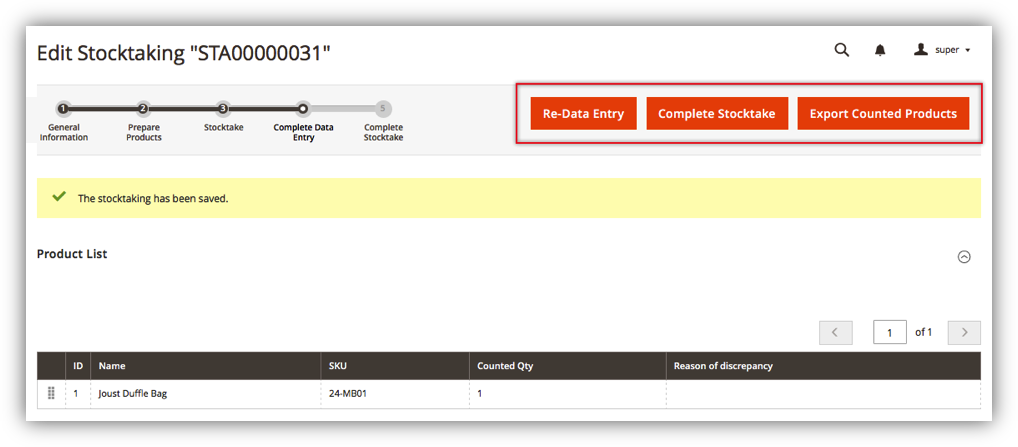 Edit Stocktaking "STA00000031"
super
1 2 3 5
General Information
Prepare Products
Stocktake
Complete Data Entry
Complete Stocktake
Re-Data Entry Complete Stocktake Export Counted Products
The stocktaking has been saved.
Product List
1 of 1
ID Name SKU Counted Qty Reason of discrepancy
1 Joust Duffle Bag 24-MB01 1